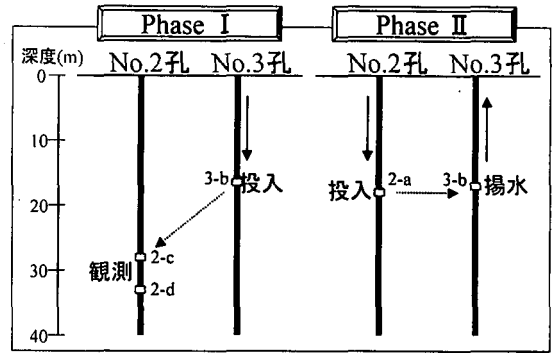 Phase Ⅰ
Phase Ⅱ
深度(m)
No.2孔
No.3孔
No.2孔
No.3孔
0
10
20
30
40
3-b
投入
2-c
観測
2-d
投入
2-a
3-b
揚水